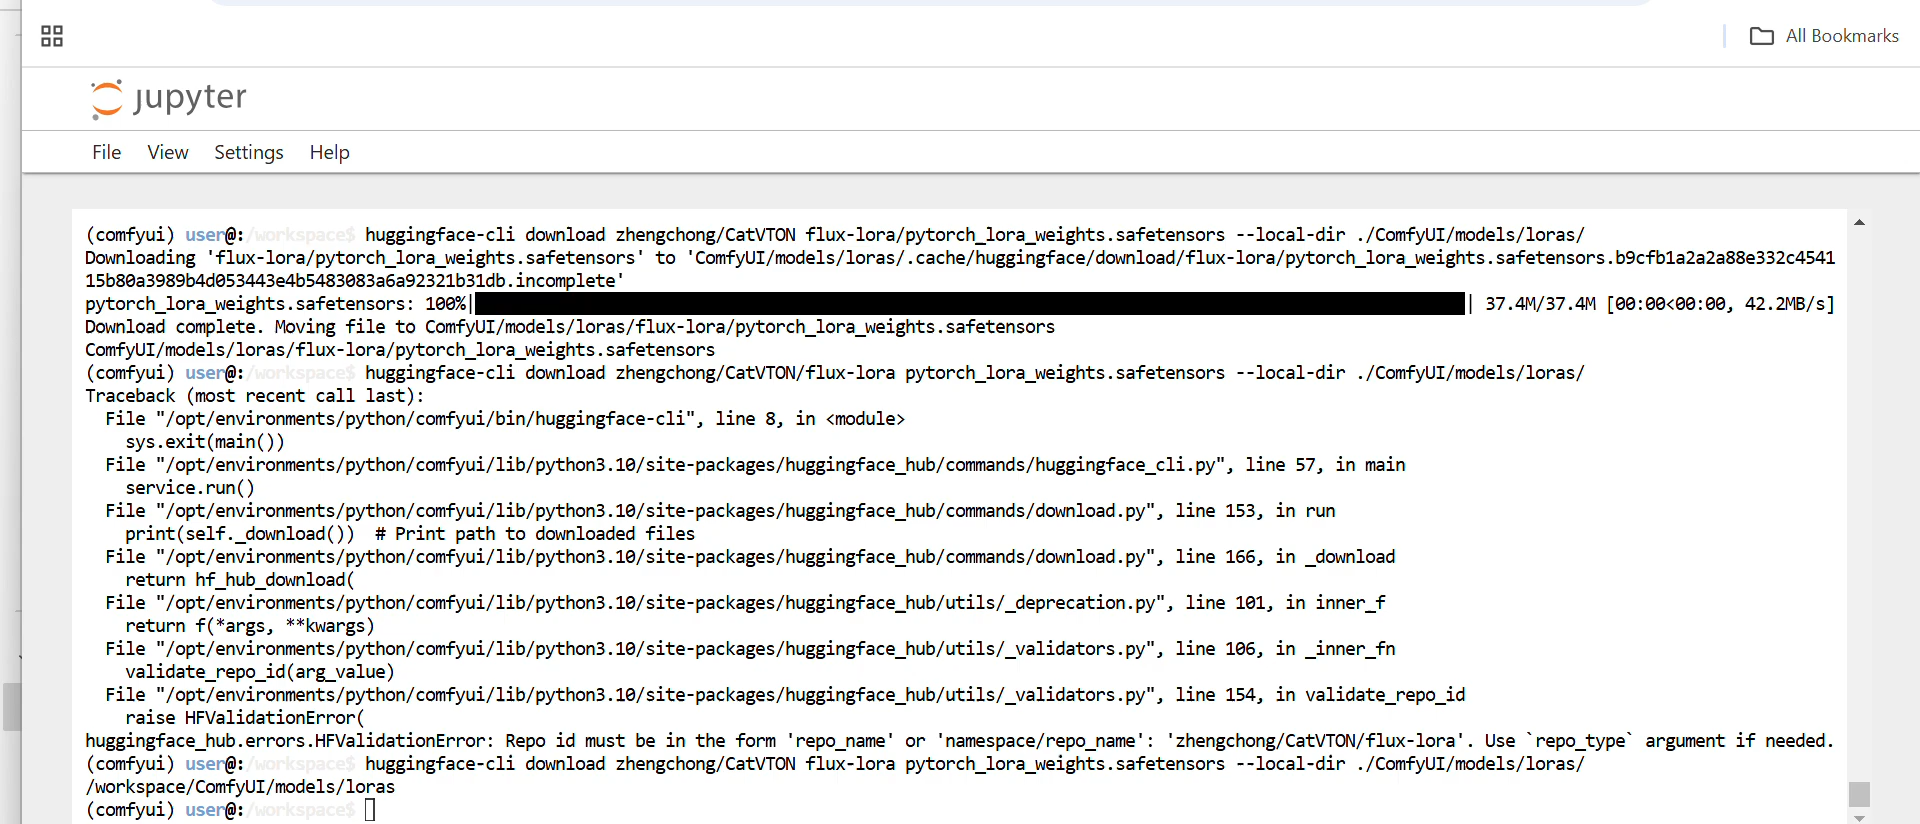 All Bookmarks
jupyter
File View Settings Help
(comfyui) user@:/workspace$ huggingface-cli download zhengchong/CatVTON flux-lora/pytorch_lora_weights.safetensors --local-dir ./ComfyUI/models/loras/
Downloading 'flux-lora/pytorch_lora_weights.safetensors' to 'ComfyUI/models/loras/.cache/huggingface/download/flux-lora/pytorch_lora_weights.safetensors.b9cfb1a2a2a88e332c4541
15b80a3989b4d053443e4b5483083a6a92321b31db.incomplete'
pytorch_lora_weights.safetensors: 100%| | 37.4M/37.4M [00:00<00:00, 42.2MB/s]
Download complete. Moving file to ComfyUI/models/loras/flux-lora/pytorch_lora_weights.safetensors
ComfyUI/models/loras/flux-lora/pytorch_lora_weights.safetensors
(comfyui) user@:/workspace$ huggingface-cli download zhengchong/CatVTON/flux-lora pytorch_lora_weights.safetensors --local-dir ./ComfyUI/models/loras/
Traceback (most recent call last):
  File "/opt/environments/python/comfyui/bin/huggingface-cli", line 8, in <module>
    sys.exit(main())
  File "/opt/environments/python/comfyui/lib/python3.10/site-packages/huggingface_hub/commands/huggingface_cli.py", line 57, in main
    service.run()
  File "/opt/environments/python/comfyui/lib/python3.10/site-packages/huggingface_hub/commands/download.py", line 153, in run
    print(self._download())  # Print path to downloaded files
  File "/opt/environments/python/comfyui/lib/python3.10/site-packages/huggingface_hub/commands/download.py", line 166, in _download
    return hf_hub_download(
  File "/opt/environments/python/comfyui/lib/python3.10/site-packages/huggingface_hub/utils/_deprecation.py", line 101, in inner_f
    return f(*args, **kwargs)
  File "/opt/environments/python/comfyui/lib/python3.10/site-packages/huggingface_hub/utils/_validators.py", line 106, in _inner_fn
    validate_repo_id(arg_value)
  File "/opt/environments/python/comfyui/lib/python3.10/site-packages/huggingface_hub/utils/_validators.py", line 154, in validate_repo_id
    raise HFValidationError(
huggingface_hub.errors.HFValidationError: Repo id must be in the form 'repo_name' or 'namespace/repo_name': 'zhengchong/CatVTON/flux-lora'. Use `repo_type` argument if needed.
(comfyui) user@:/workspace$ huggingface-cli download zhengchong/CatVTON flux-lora pytorch_lora_weights.safetensors --local-dir ./ComfyUI/models/loras/
/workspace/ComfyUI/models/loras
(comfyui) user@:/workspace$